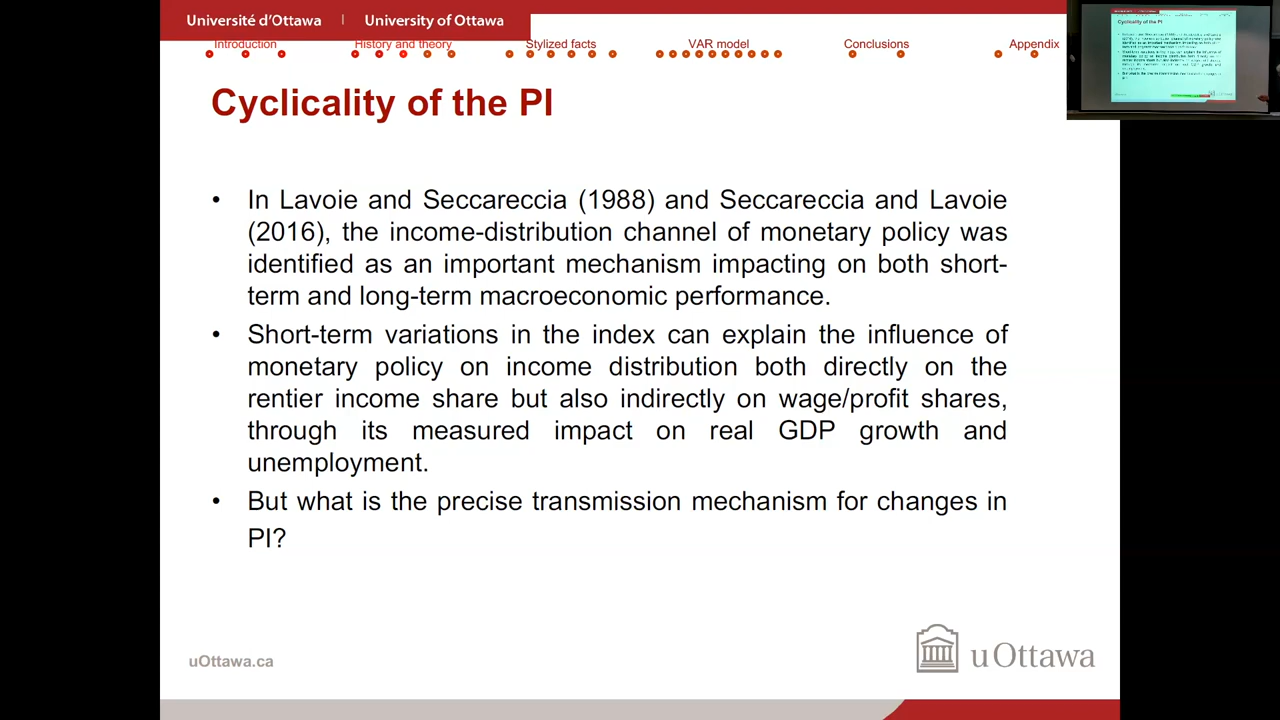 Université d'Ottawa | University of Ottawa
Introduction History and theory Stylized facts VAR model Conclusions Appendix
Cyclicality of the PI
• In Lavoie and Seccareccia (1988) and Seccareccia and Lavoie
(2016), the income-distribution channel of monetary policy was
identified as an important mechanism impacting on both short-
term and long-term macroeconomic performance.
• Short-term variations in the index can explain the influence of
monetary policy on income distribution both directly on the
rentier income share but also indirectly on wage/profit shares,
through its measured impact on real GDP growth and
unemployment.
• But what is the precise transmission mechanism for changes in
PI?
uOttawa.ca
uOttawa
Cyclicality of the PI